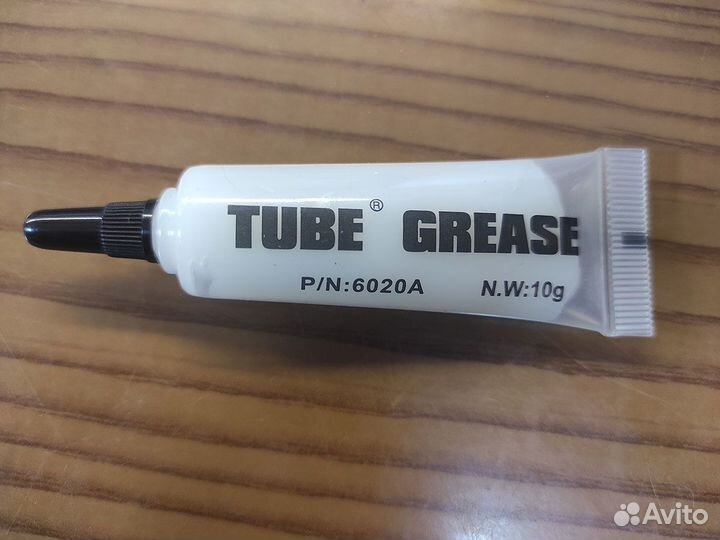 TUBE® GREASE
P/N:6020A N.W:10g
Avito